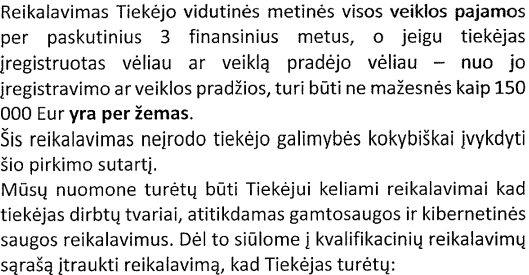 Reikalavimas Tiekėjo vidutinės metinės visos veiklos pajamos
per paskutinius 3 finansinius metus, o jeigu tiekėjas
įregistruotas vėliau ar veiklą pradėjo vėliau – nuo jo
įregistravimo ar veiklos pradžios, turi būti ne mažesnės kaip 150
000 Eur yra per žemas.
Šis reikalavimas neįrodo tiekėjo galimybės kokybiškai įvykdyti
šio pirkimo sutartį.
Mūsų nuomone turėtų būti Tiekėjui keliami reikalavimai kad
tiekėjas dirbtų tvariai, atitikdamas gamtosaugos ir kibernetinės
saugos reikalavimus. Dėl to siūlome į kvalifikacinių reikalavimų
sąrašą įtraukti reikalavimą, kad Tiekėjas turėtų: